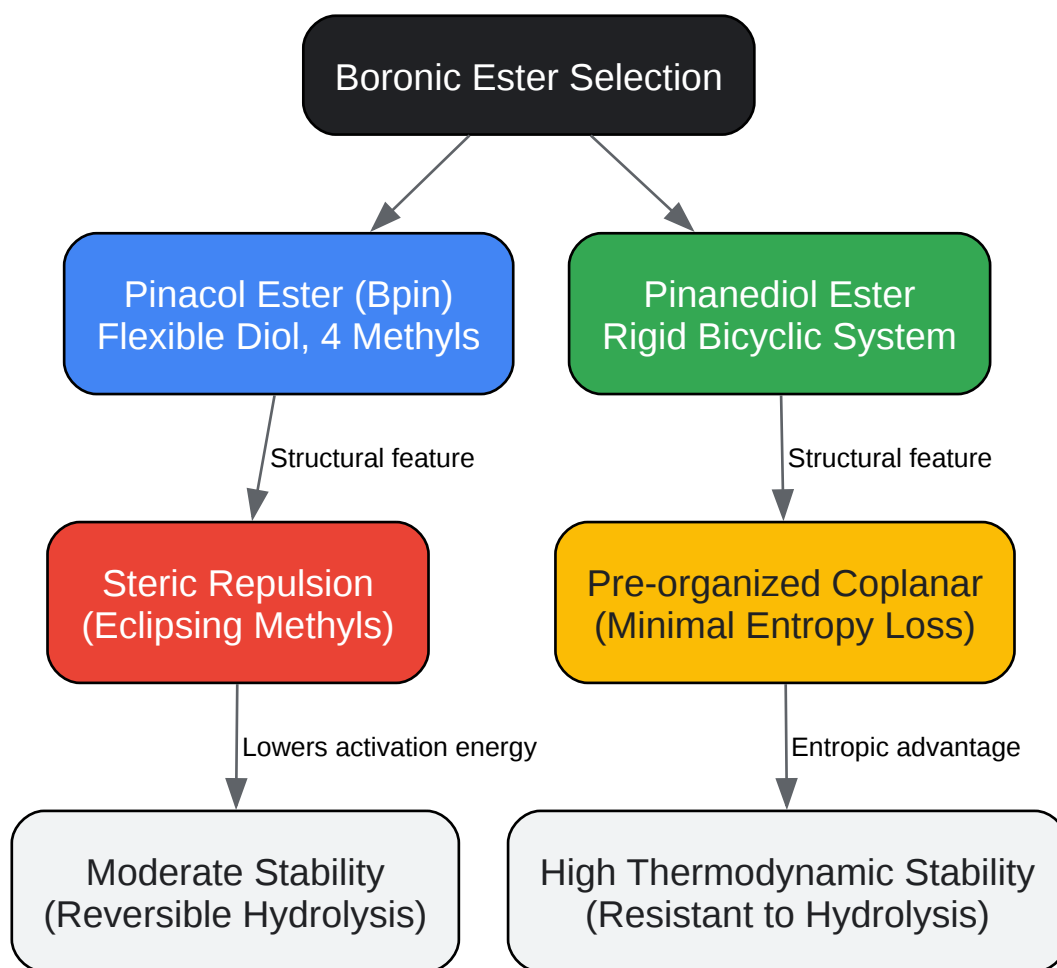 Boronic Ester Selection
Pinacol Ester (Bpin)
Flexible Diol, 4 Methyls
Pinanediol Ester
Rigid Bicyclic System
Structural feature
Structural feature
Steric Repulsion
(Eclipsing Methyls)
Pre-organized Coplanar
(Minimal Entropy Loss)
Lowers activation energy
Entropic advantage
Moderate Stability
(Reversible Hydrolysis)
High Thermodynamic Stability
(Resistant to Hydrolysis)